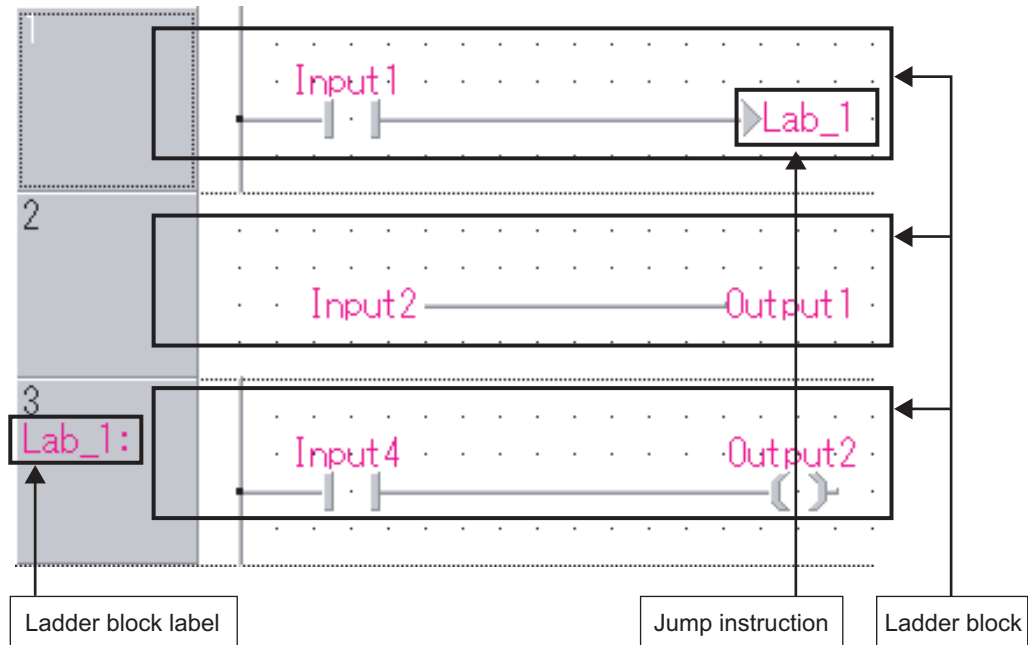 1
Input1
Lab_1
2
Input2
Output1
3
Lab_1:
Input4
Output2
Ladder block label
Jump instruction
Ladder block